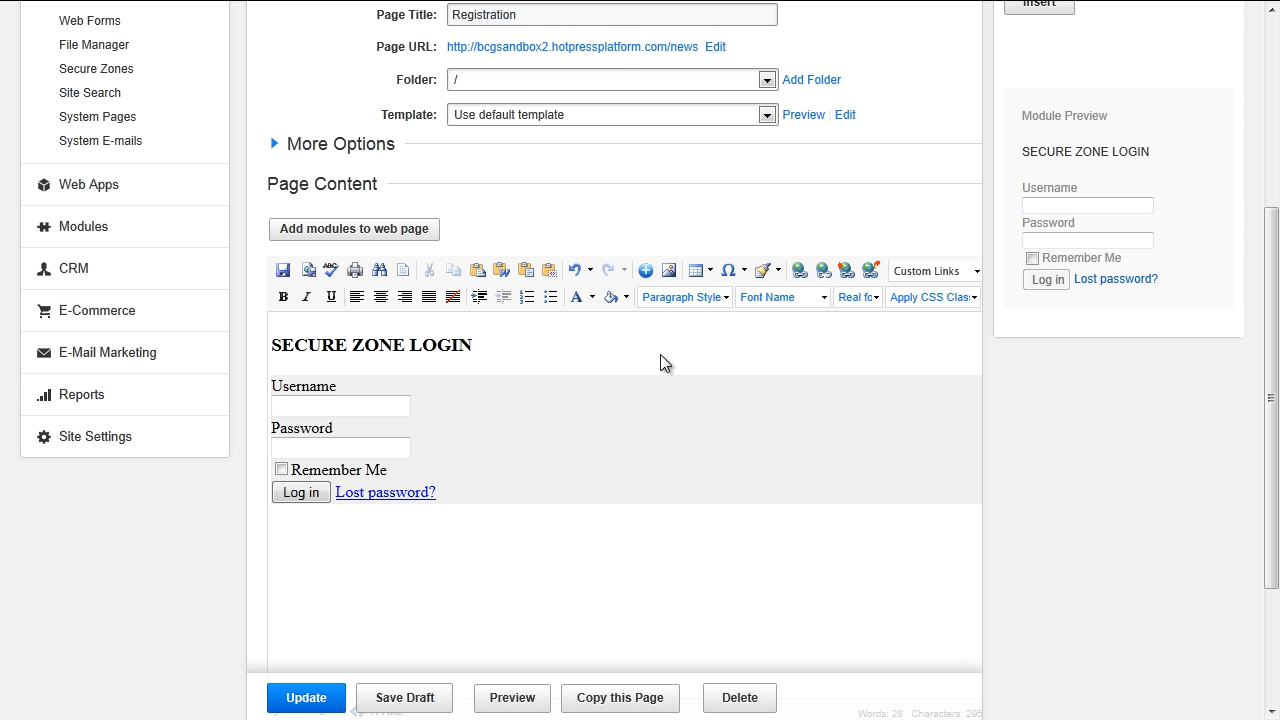 Web Forms
File Manager
Secure Zones
Site Search
System Pages
System E-mails
Web Apps
Modules
CRM
E-Commerce
E-Mail Marketing
Reports
Site Settings
Page Title: Registration
Page URL: http://bcgsandbox2.hotpressplatform.com/news Edit
Folder: / Add Folder
Template: Use default template Preview Edit
More Options
Page Content
Add modules to web page
Custom Links
B I U Paragraph Style Font Name Real fo Apply CSS Clas
SECURE ZONE LOGIN
Username
Password
Remember Me
Log in Lost password?
Update Save Draft Preview Copy this Page Delete
Words: 28 Characters: 295
Insert
Module Preview
SECURE ZONE LOGIN
Username
Password
Remember Me
Log in Lost password?